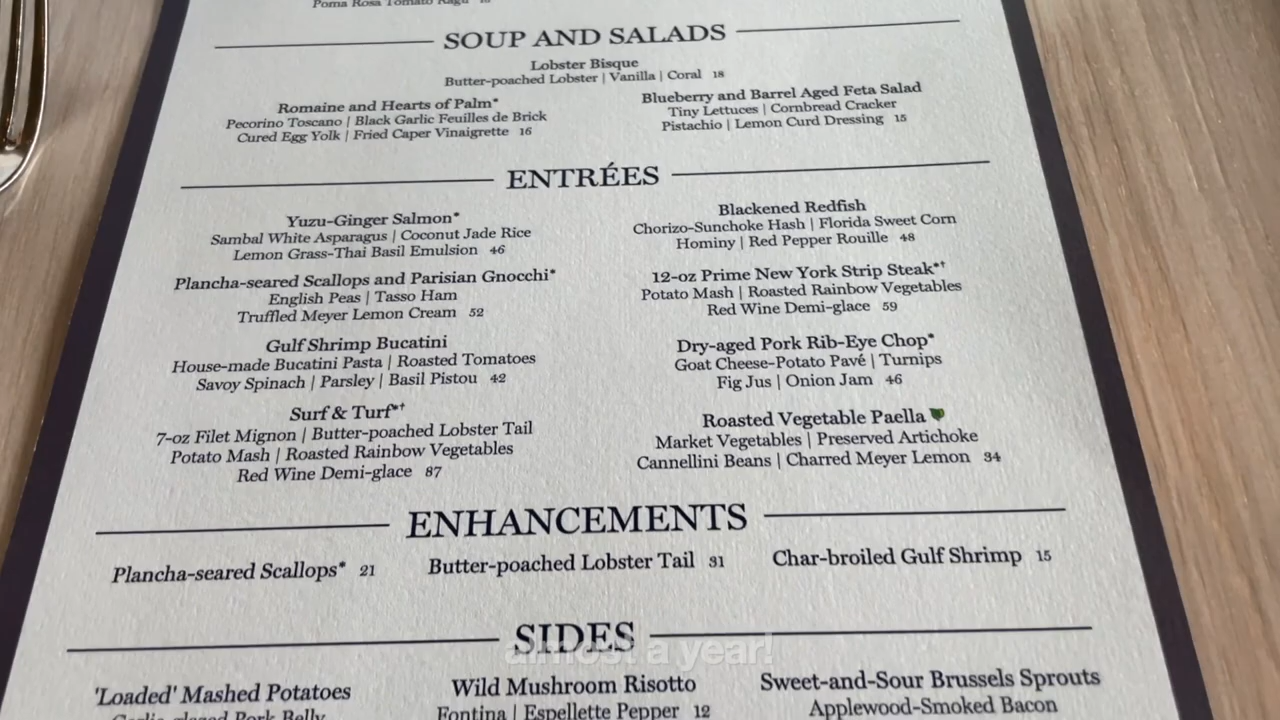 Poma Rosa Tomato Ragu
SOUP AND SALADS
Lobster Bisque
Butter-poached Lobster | Vanilla | Coral 18
Romaine and Hearts of Palm*
Pecorino Toscano | Black Garlic Feuilles de Brick
Cured Egg Yolk | Fried Caper Vinaigrette 16
Blueberry and Barrel Aged Feta Salad
Tiny Lettuces | Cornbread Cracker
Pistachio | Lemon Curd Dressing 15
ENTRÉES
Yuzu-Ginger Salmon*
Sambal White Asparagus | Coconut Jade Rice
Lemon Grass-Thai Basil Emulsion 46
Plancha-seared Scallops and Parisian Gnocchi*
English Peas | Tasso Ham
Truffled Meyer Lemon Cream 52
Gulf Shrimp Bucatini
House-made Bucatini Pasta | Roasted Tomatoes
Savoy Spinach | Parsley | Basil Pistou 42
Surf & Turf*†
7-oz Filet Mignon | Butter-poached Lobster Tail
Potato Mash | Roasted Rainbow Vegetables
Red Wine Demi-glace 87
Blackened Redfish
Chorizo-Sunchoke Hash | Florida Sweet Corn
Hominy | Red Pepper Rouille 48
12-oz Prime New York Strip Steak*†
Potato Mash | Roasted Rainbow Vegetables
Red Wine Demi-glace 59
Dry-aged Pork Rib-Eye Chop*
Goat Cheese-Potato Pavé | Turnips
Fig Jus | Onion Jam 46
Roasted Vegetable Paella
Market Vegetables | Preserved Artichoke
Cannellini Beans | Charred Meyer Lemon 34
ENHANCEMENTS
Plancha-seared Scallops* 21
Butter-poached Lobster Tail 31
Char-broiled Gulf Shrimp 15
SIDES
almost a year!
'Loaded' Mashed Potatoes
Garlic-glazed Pork Belly
Wild Mushroom Risotto
Fontina | Espellette Pepper 12
Sweet-and-Sour Brussels Sprouts
Applewood-Smoked Bacon